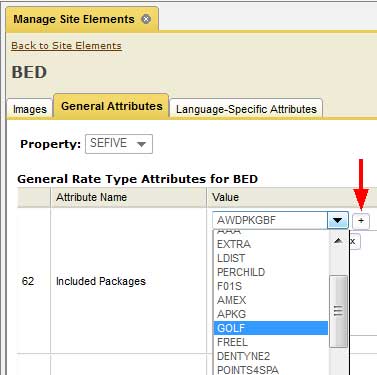 Manage Site Elements
Back to Site Elements
BED
Images General Attributes Language-Specific Attributes
Property: SEFIVE
General Rate Type Attributes for BED
Attribute Name Value
AWDPKGBF +
AAA
EXTRA x
LDIST
PERCHILD
62 Included Packages F01S
AMEX
APKG
GOLF
FREEL
DENTYNE2
POINTS4SPA